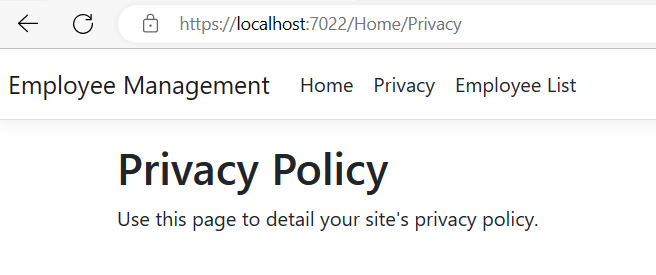 https://localhost:7022/Home/Privacy
Employee Management Home Privacy Employee List
Privacy Policy
Use this page to detail your site's privacy policy.